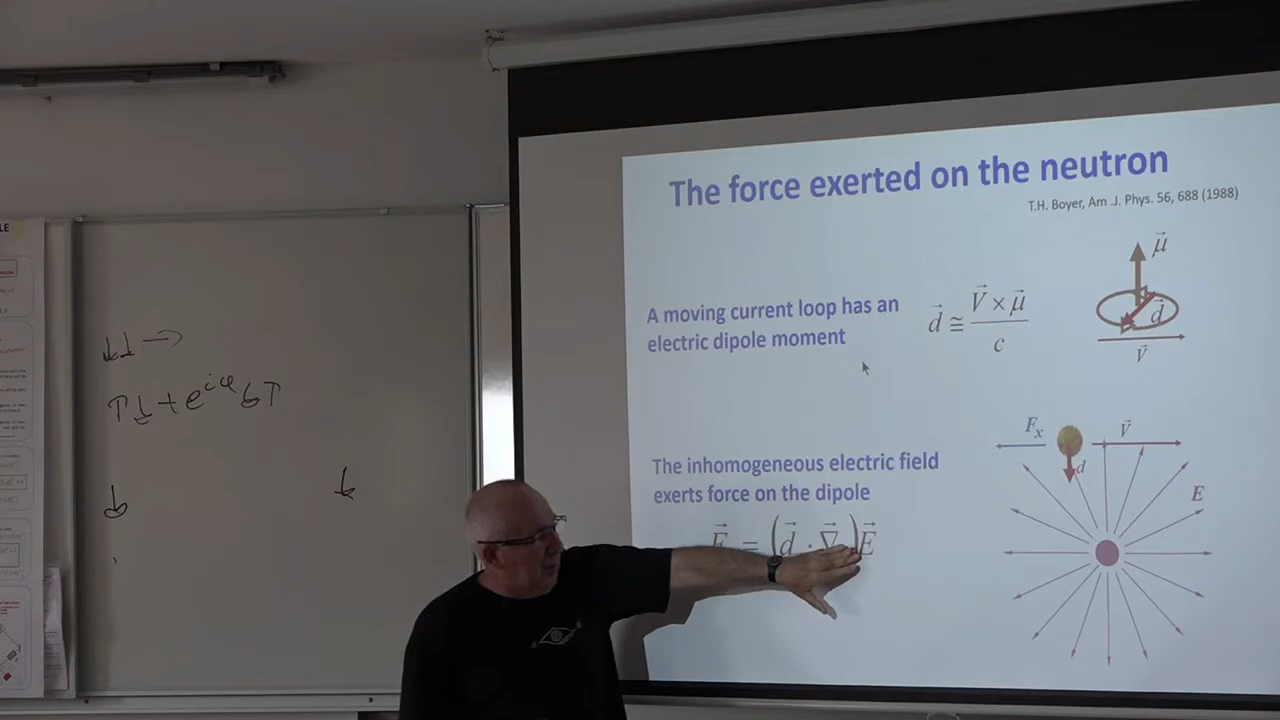 The force exerted on the neutron
T.H. Boyer, Am .J. Phys. 56, 688 (1988)
A moving current loop has an
electric dipole moment
d⃗ ≅ V⃗ × μ⃗ / c
μ⃗
d⃗
V⃗
The inhomogeneous electric field
exerts force on the dipole
F⃗ = (d⃗ · ∇⃗)E⃗
Fₓ
V⃗
d
E
↓↓ →
↑↓ + e^{iφ} ↓↑
↓ ↓